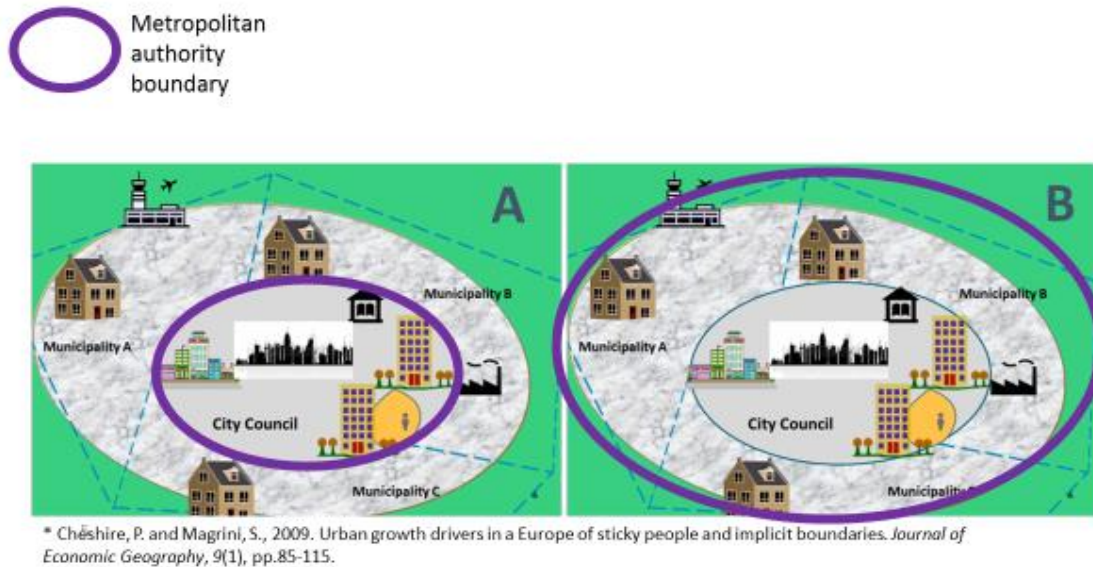 Metropolitan
authority
boundary
A
Municipality B
Municipality A
City Council
Municipality C
B
Municipality B
Municipality A
City Council
Municipality
* Cheshire, P. and Magrini, S., 2009. Urban growth drivers in a Europe of sticky people and implicit boundaries. Journal of
Economic Geography, 9(1), pp.85-115.